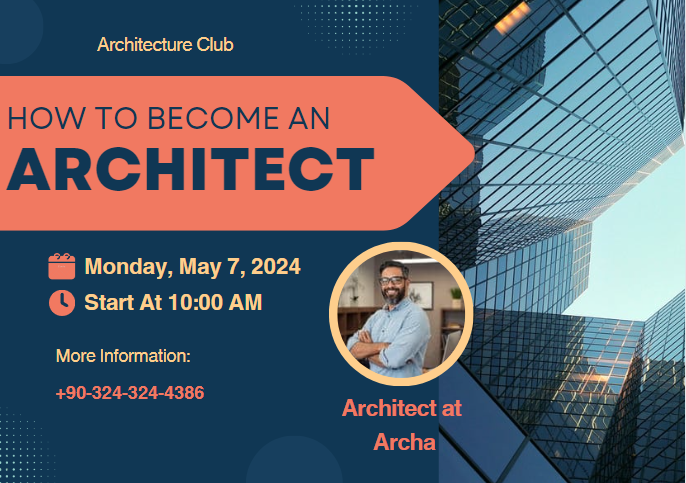 Architecture Club
HOW TO BECOME AN
ARCHITECT
Monday, May 7, 2024
Start At 10:00 AM
More Information:
+90-324-324-4386
Architect at
Archa